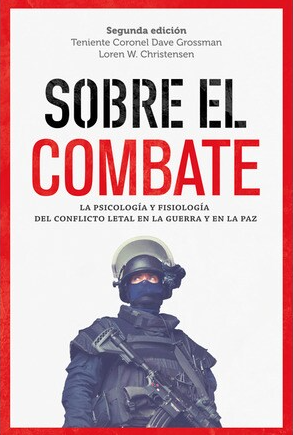 Segunda edición
Teniente Coronel Dave Grossman
Loren W. Christensen
SOBRE EL
COMBATE
LA PSICOLOGÍA Y FISIOLOGÍA
DEL CONFLICTO LETAL EN LA GUERRA Y EN LA PAZ